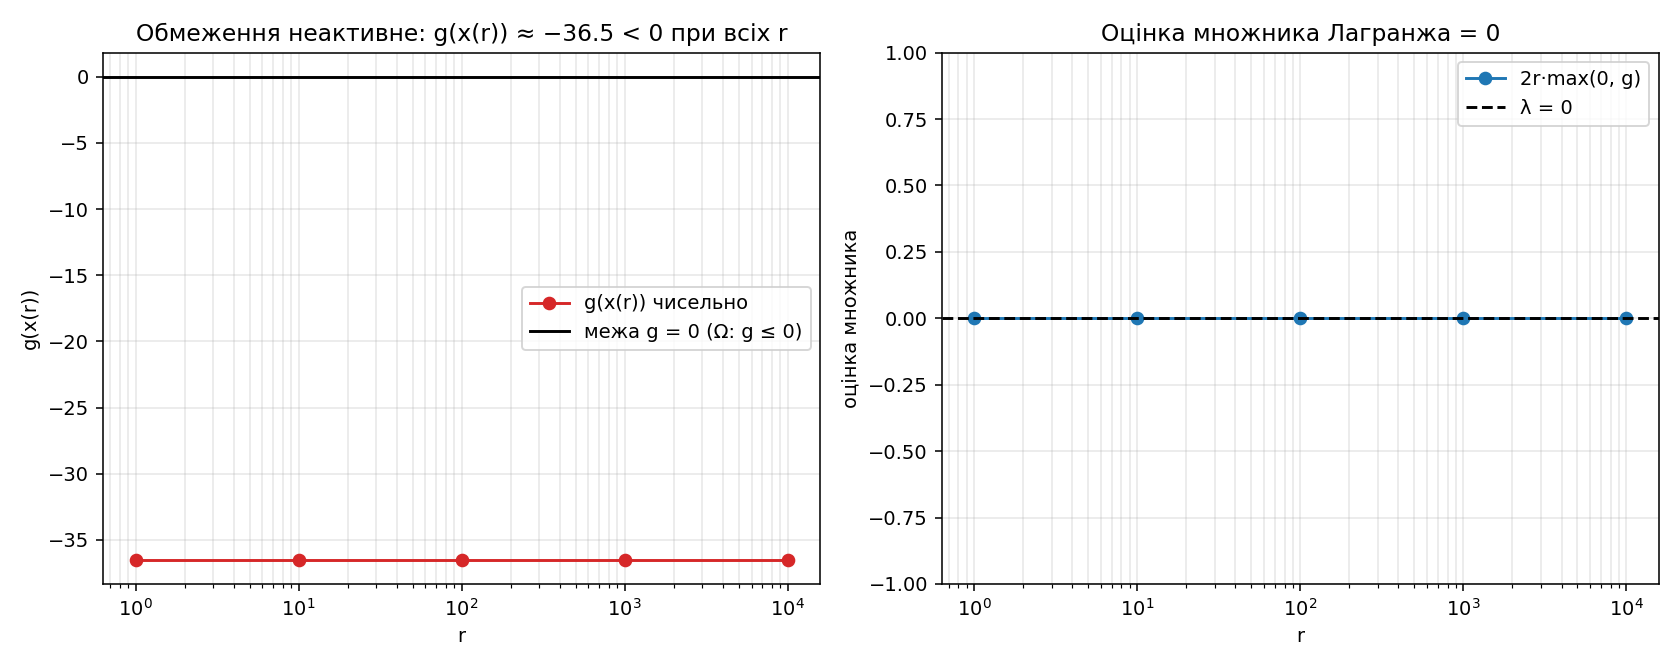 Обмеження неактивне: g(x(r)) ≈ −36.5 < 0 при всіх r
g(x(r))
0
−5
−10
−15
−20
−25
−30
−35
g(x(r)) чисельно
межа g = 0 (Ω: g ≤ 0)
10⁰
10¹
10²
10³
10⁴
r
Оцінка множника Лагранжа = 0
оцінка множника
1.00
0.75
0.50
0.25
0.00
−0.25
−0.50
−0.75
−1.00
2r·max(0, g)
λ = 0
10⁰
10¹
10²
10³
10⁴
r